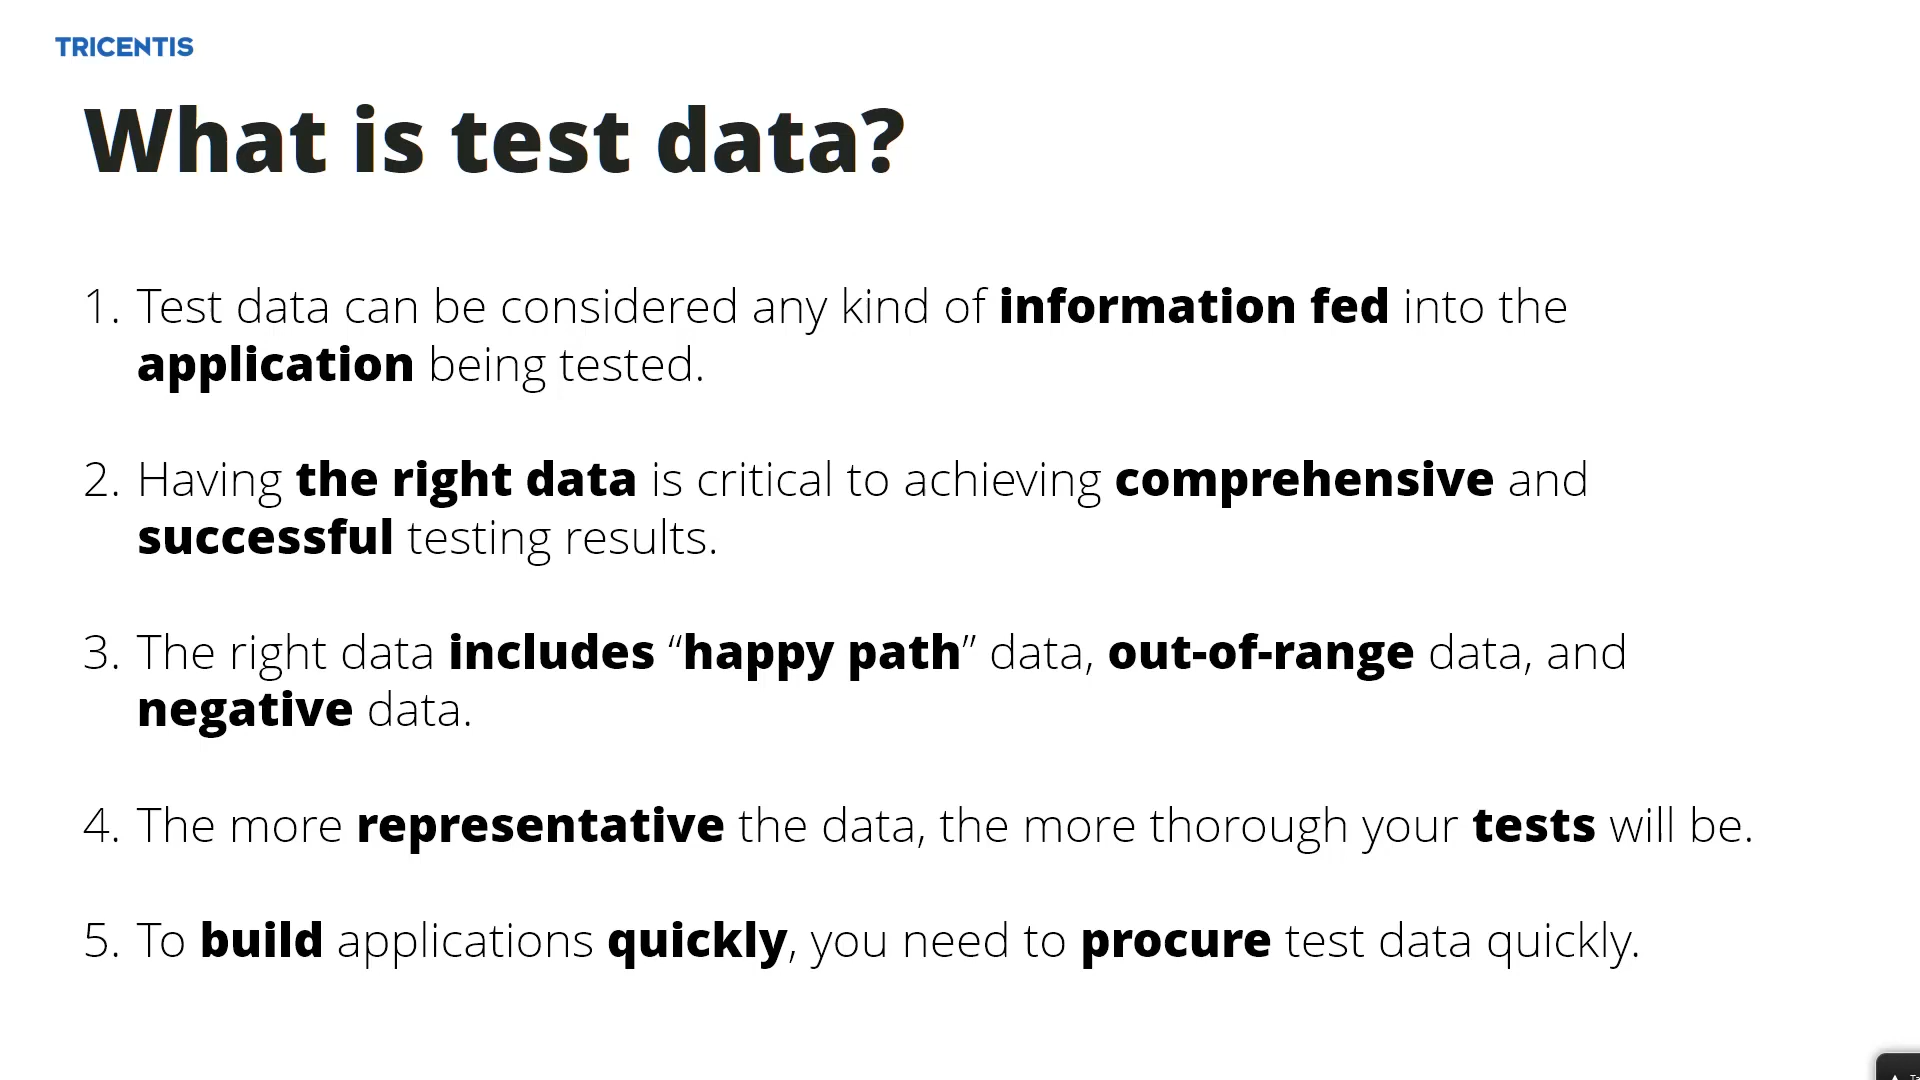 TRICENTIS
What is test data?
1. Test data can be considered any kind of information fed into the
application being tested.
2. Having the right data is critical to achieving comprehensive and
successful testing results.
3. The right data includes “happy path” data, out-of-range data, and
negative data.
4. The more representative the data, the more thorough your tests will be.
5. To build applications quickly, you need to procure test data quickly.